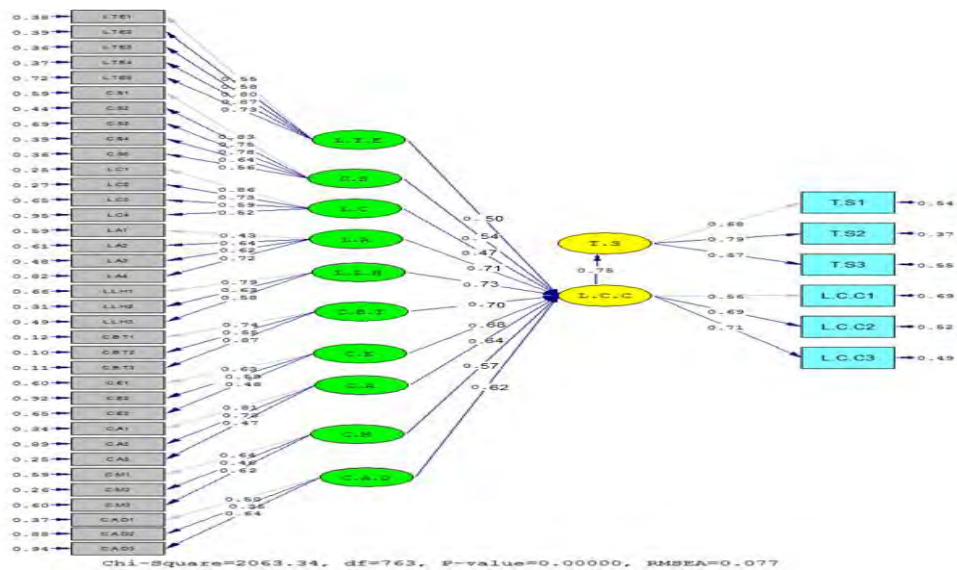 0.38 LTE1
0.39 LTE2
0.36 LTE3
0.37 LTE4
0.72 LTE5
0.59 CS1
0.44 CS2
0.69 CS3
0.39 CS4
0.36 CS5
0.25 LC1
0.27 LC2
0.65 LC3
0.95 LC4
0.59 LA1
0.61 LA2
0.48 LA3
0.82 LA4
0.66 LLH1
0.31 LLH2
0.49 LLH3
0.12 CBT1
0.10 CBT2
0.11 CBT3
0.60 CE1
0.92 CE2
0.65 CE3
0.34 CA1
0.89 CA2
0.25 CA3
0.59 CM1
0.26 CM2
0.60 CM3
0.37 CAD1
0.88 CAD2
0.94 CAD3
0.55
0.58
0.80
0.87
0.73
0.83
0.75
0.78
0.64
0.56
0.86
0.73
0.59
0.52
0.43
0.64
0.62
0.72
0.79
0.63
0.58
0.74
0.55
0.87
0.63
0.59
0.48
0.81
0.47
0.64
0.46
0.62
0.50
0.35
0.64
L.T.E
C.S
L.C
L.A
L.L.H
C.B.T
C.E
C.A
C.M
C.A.D
0.50
0.54
0.47
0.71
0.73
0.70
0.68
0.64
0.57
0.62
T.S
0.75
L.C.C
0.68
0.79
0.56
0.69
0.71
T.S1 0.54
T.S2 0.37
T.S3 0.55
L.C.C1 0.69
L.C.C2 0.52
L.C.C3 0.49
Chi-Square=2063.34, df=763, P-value=0.00000, RMSEA=0.077